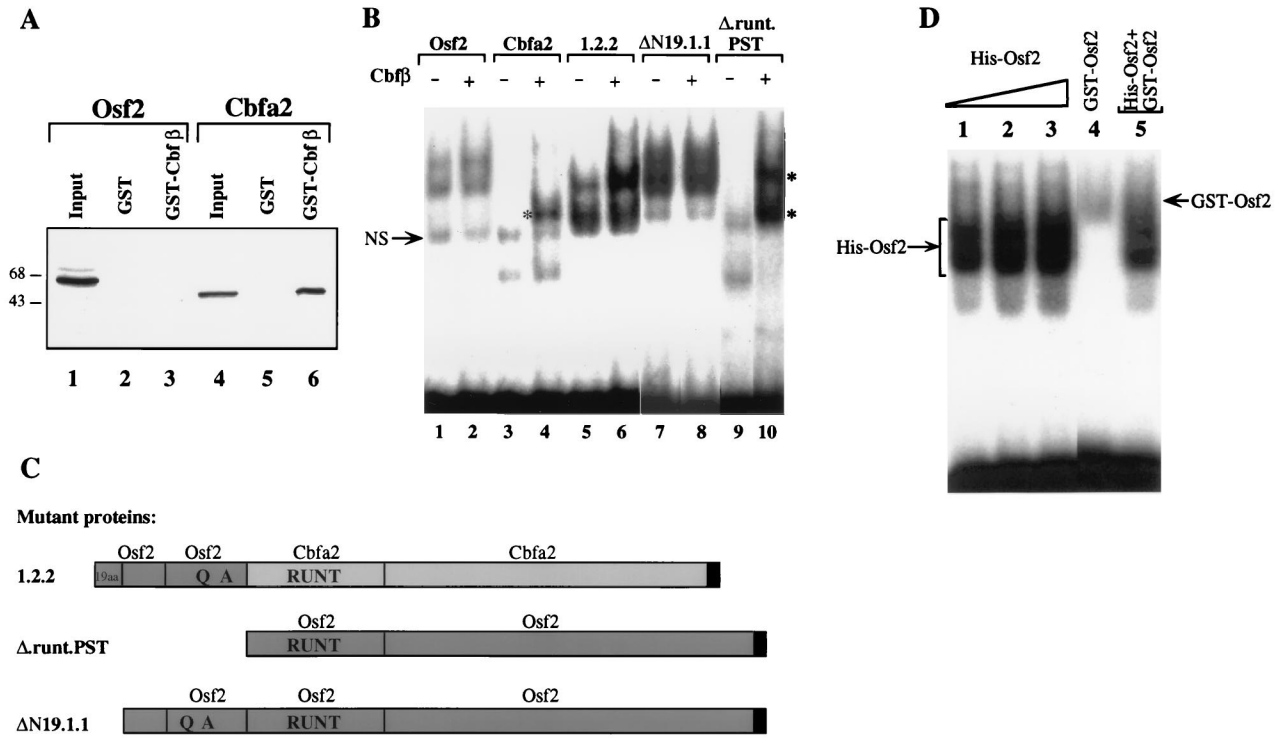 A
Osf2 Cbfa2
Input GST GST-Cbf β Input GST GST-Cbf β
68
43
1 2 3 4 5 6
B
Osf2 Cbfa2 1.2.2 ΔN19.1.1 Δ.runt.PST
Cbfβ - + - + - + - + - +
*
*
*
NS
1 2 3 4 5 6 7 8 9 10
C
Mutant proteins:
Osf2 Osf2 Cbfa2 Cbfa2
1.2.2 19aa Q A RUNT
Osf2 Osf2
Δ.runt.PST RUNT
Osf2 Osf2 Osf2
ΔN19.1.1 Q A RUNT
D
His-Osf2 GST-Osf2 His-Osf2+ GST-Osf2
1 2 3 4 5
GST-Osf2
His-Osf2